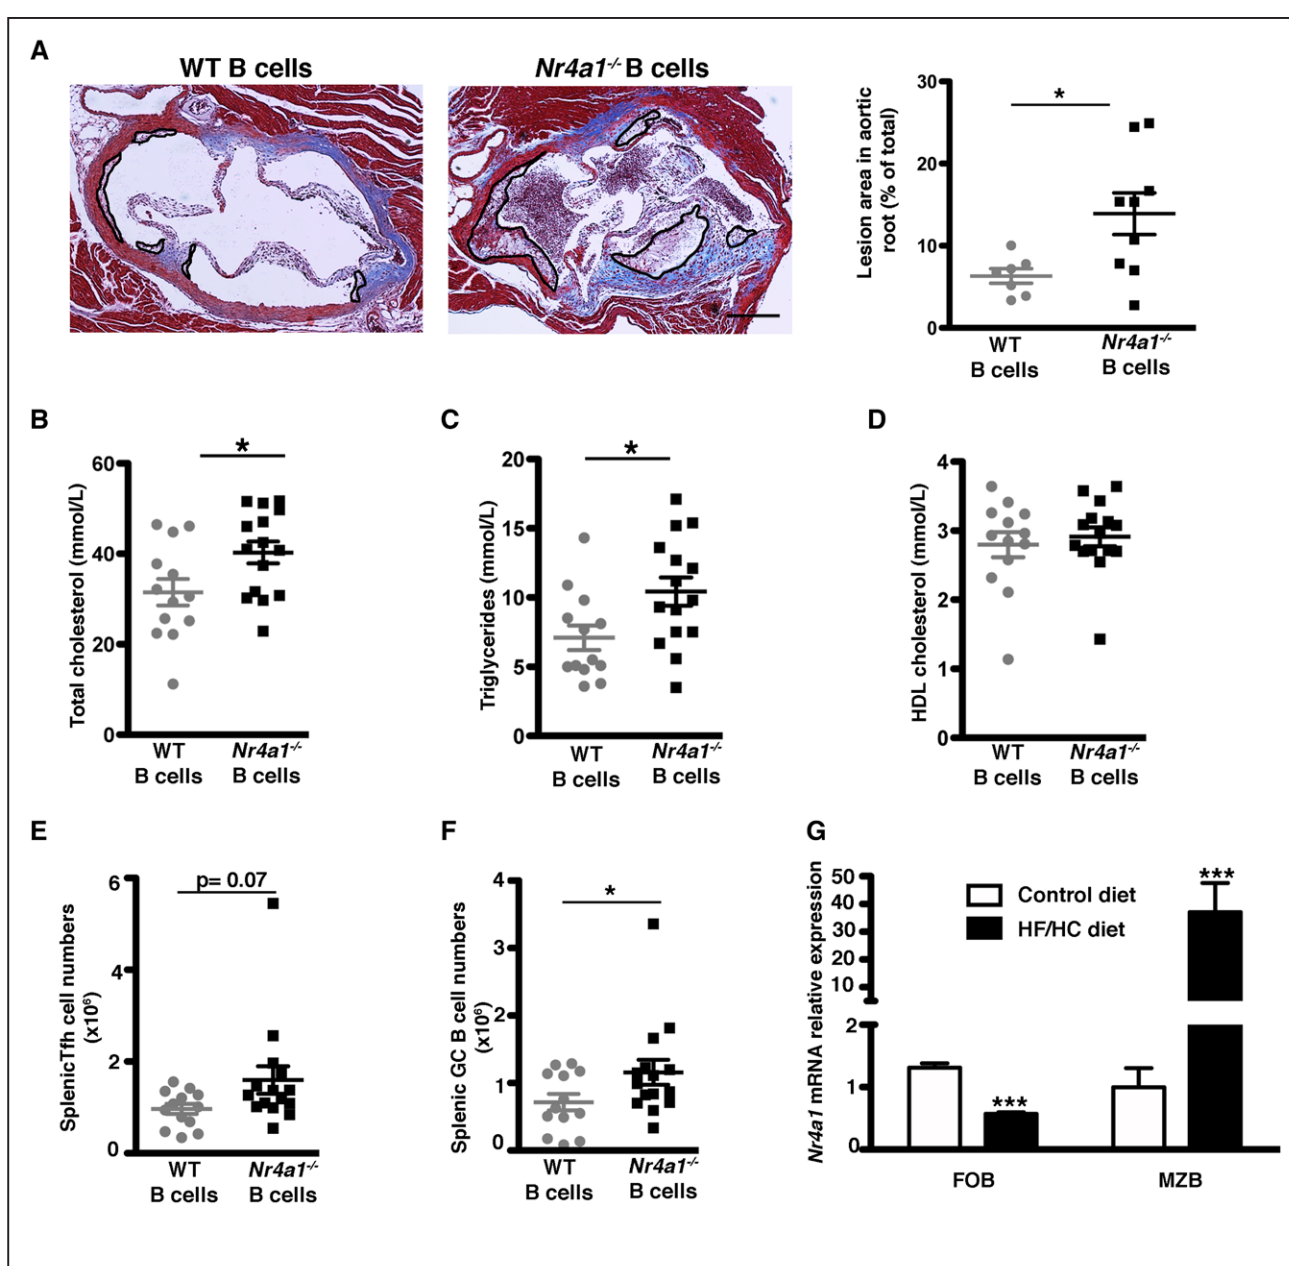 A
WT B cells
Nr4a1-/- B cells
Lesion area in aortic
root (% of total)
30
20
10
0
*
WT
B cells
Nr4a1-/-
B cells
B
Total cholesterol (mmol/L)
60
40
20
0
*
WT
B cells
Nr4a1-/-
B cells
C
Triglycerides (mmol/L)
20
15
10
5
0
*
WT
B cells
Nr4a1-/-
B cells
D
HDL cholesterol (mmol/L)
4
3
2
1
0
WT
B cells
Nr4a1-/-
B cells
E
SplenicTfh cell numbers
(x10⁶)
6
4
2
0
p= 0.07
WT
B cells
Nr4a1-/-
B cells
F
Splenic GC B cell numbers
(x10⁶)
4
3
2
1
0
*
WT
B cells
Nr4a1-/-
B cells
G
Nr4a1 mRNA relative expression
50
40
30
20
10
2
1
0
Control diet
HF/HC diet
***
***
FOB
MZB